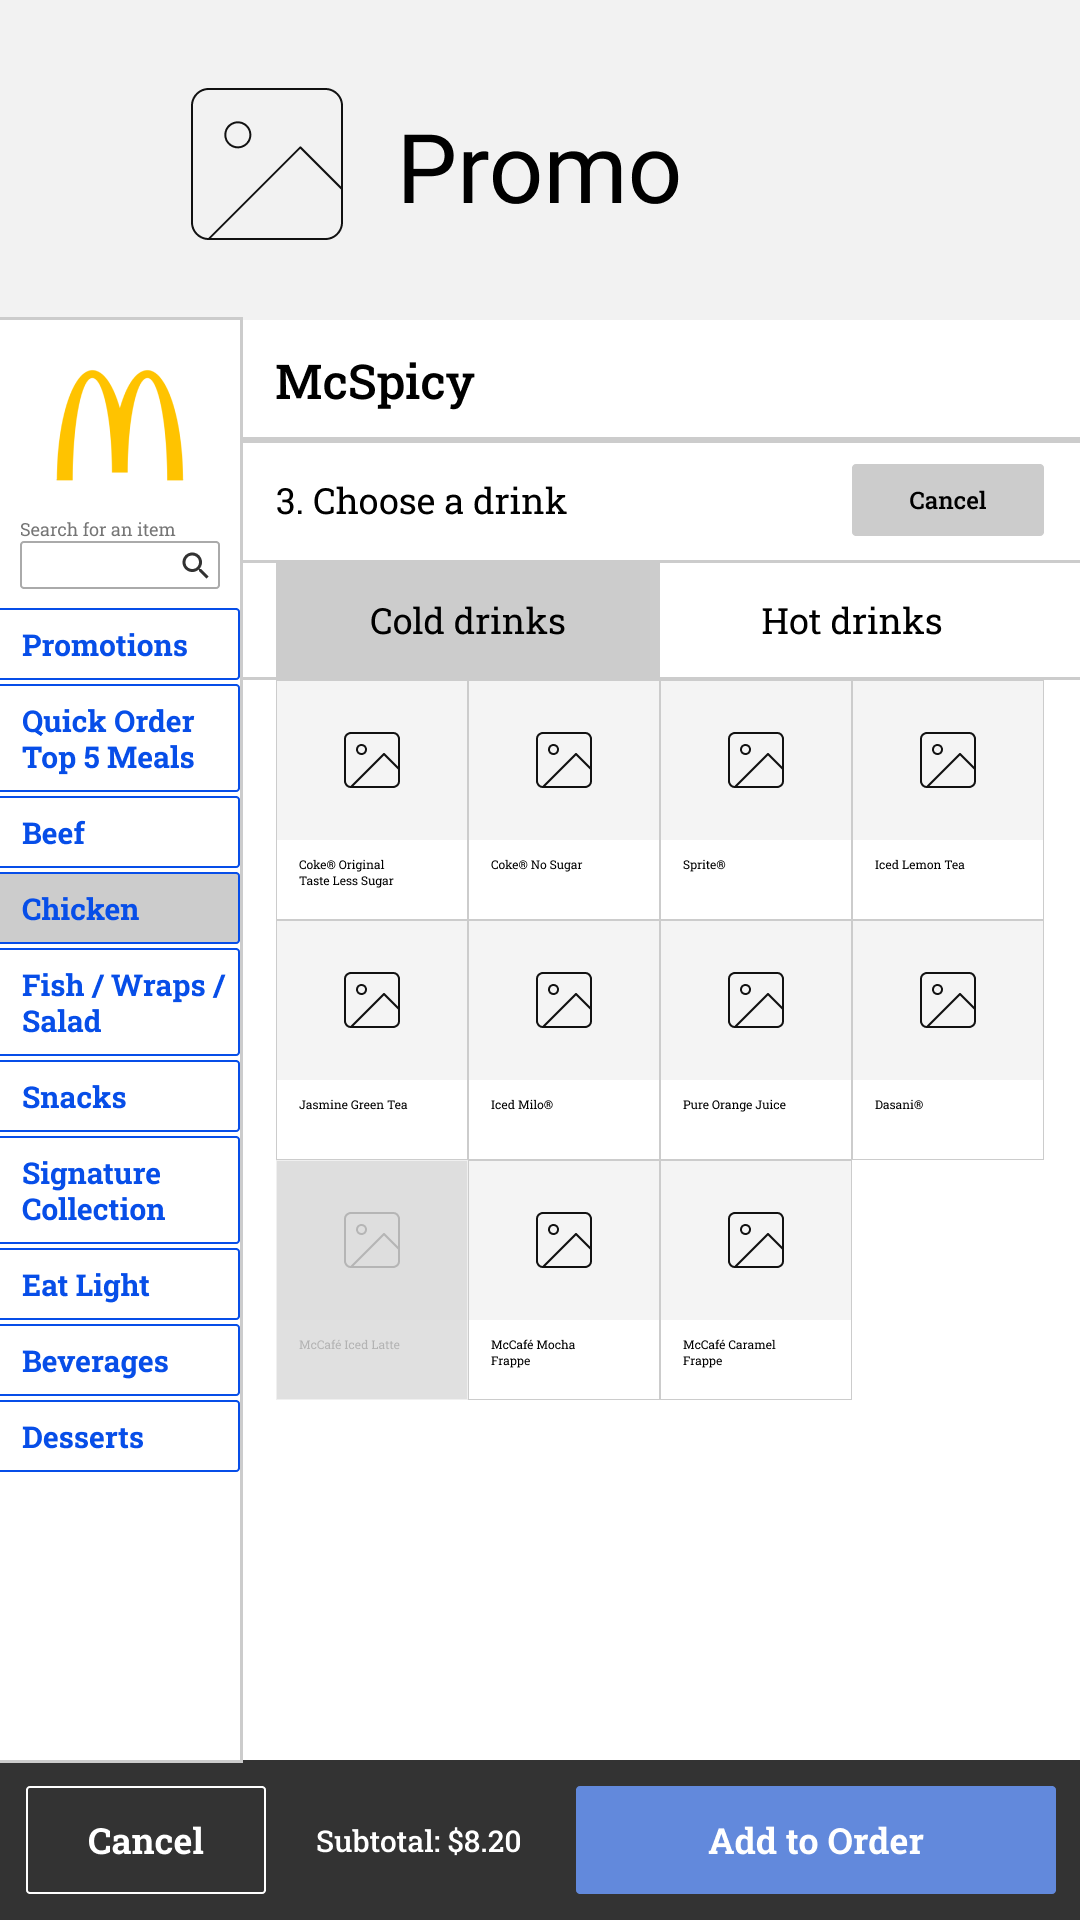 Promo
McSpicy
3. Choose a drink
Cancel
Search for an item
Cold drinks
Hot drinks
Promotions
Quick Order
Top 5 Meals
Beef
Chicken
Fish / Wraps /
Salad
Snacks
Signature
Collection
Eat Light
Beverages
Desserts
Coke® Original
Taste Less Sugar
Coke® No Sugar
Sprite®
Iced Lemon Tea
Jasmine Green Tea
Iced Milo®
Pure Orange Juice
Dasani®
McCafé Iced Latte
McCafé Mocha
Frappe
McCafé Caramel
Frappe
Cancel
Subtotal: $8.20
Add to Order